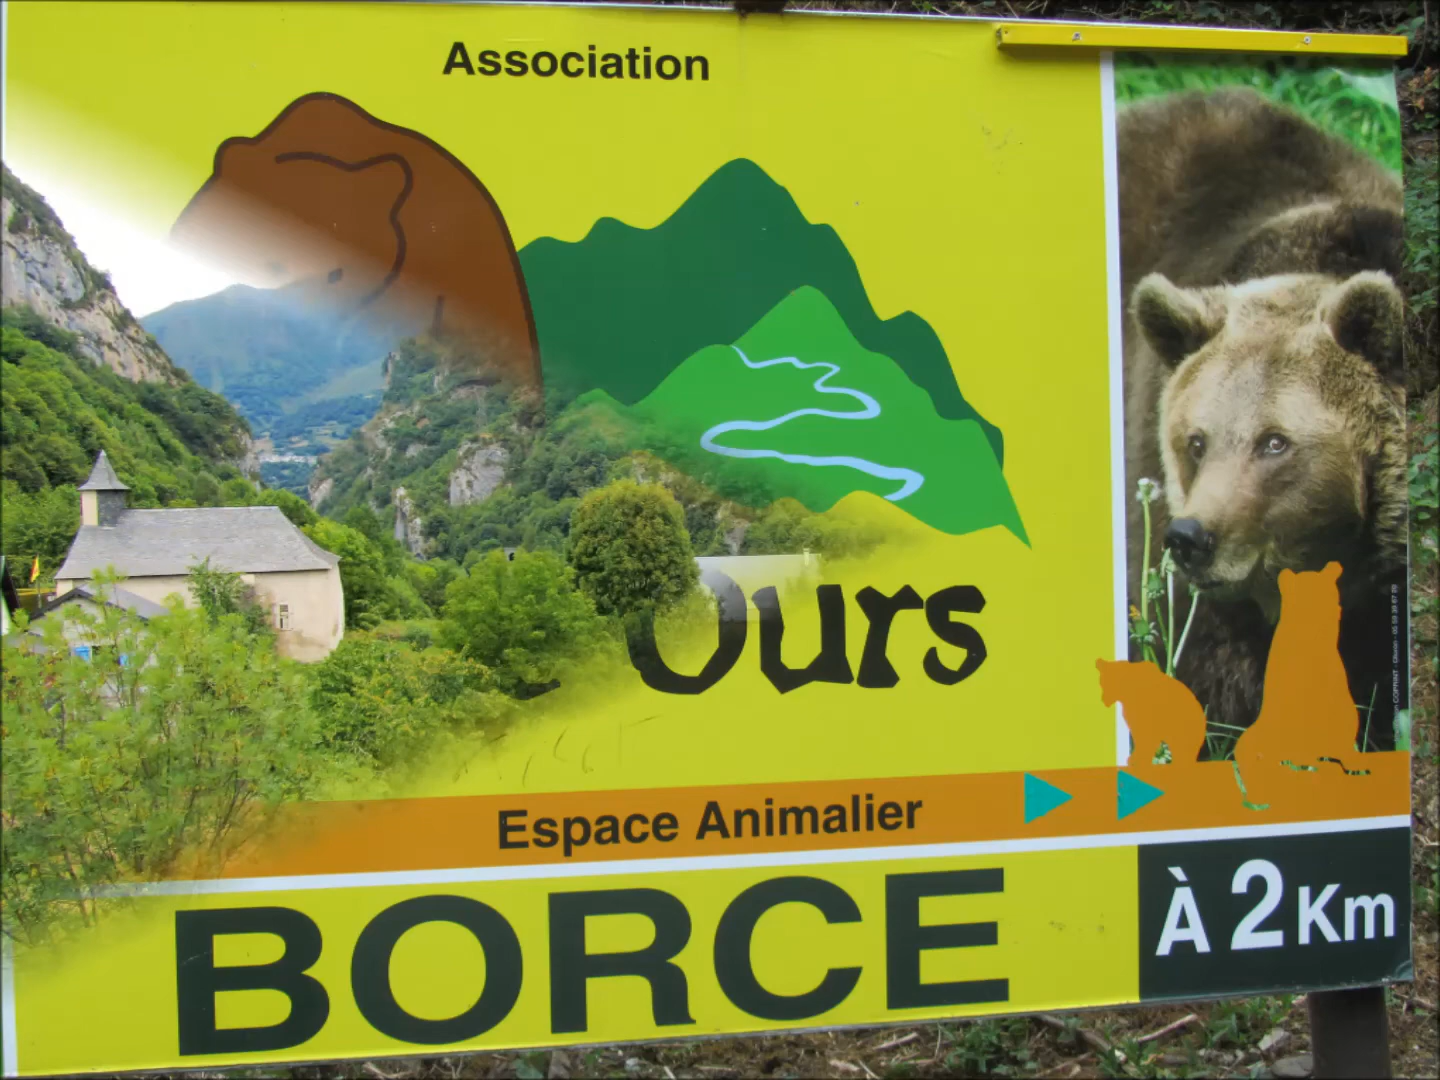 Association
Ours
Espace Animalier
BORCE
À 2 Km